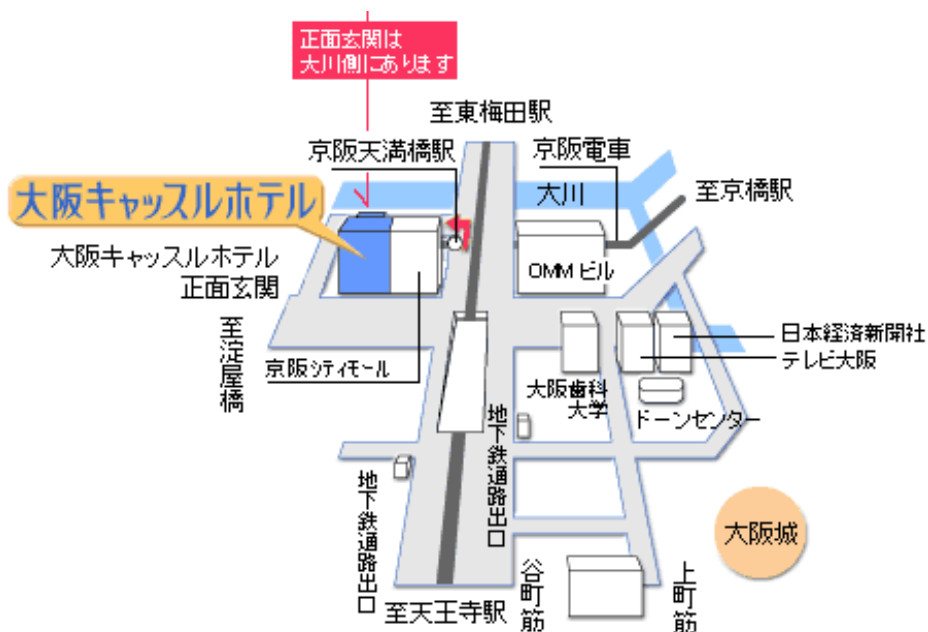 正面玄関は
大川側にあります
至東梅田駅
京阪天満橋駅
京阪電車
大阪キャッスルホテル
大川
至京橋駅
大阪キャッスルホテル
正面玄関
OMMビル
至淀屋橋
京阪シティモール
日本経済新聞社
テレビ大阪
大阪歯科
大学
ドーンセンター
地下鉄通路出口
地下鉄通路出口
大阪城
谷町筋
上町筋
至天王寺駅